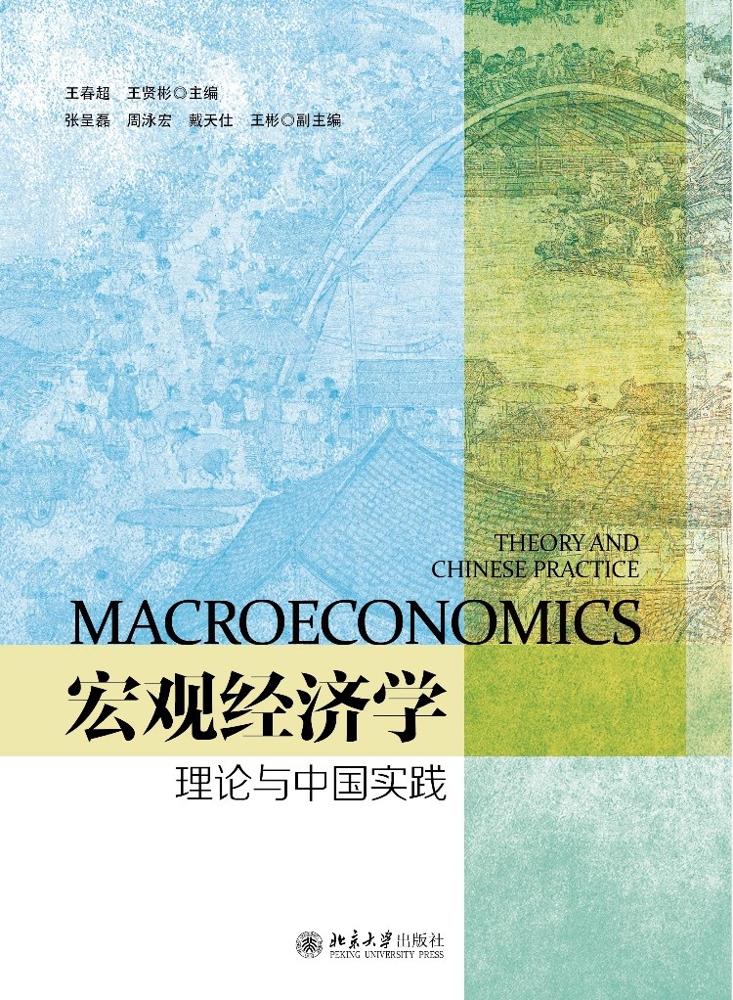 王春超 王贤彬◎主编
张呈磊 周泳宏 戴天仕 王彬◎副主编
THEORY AND
CHINESE PRACTICE
MACROECONOMICS
宏观经济学
理论与中国实践
北京大学出版社
PEKING UNIVERSITY PRESS